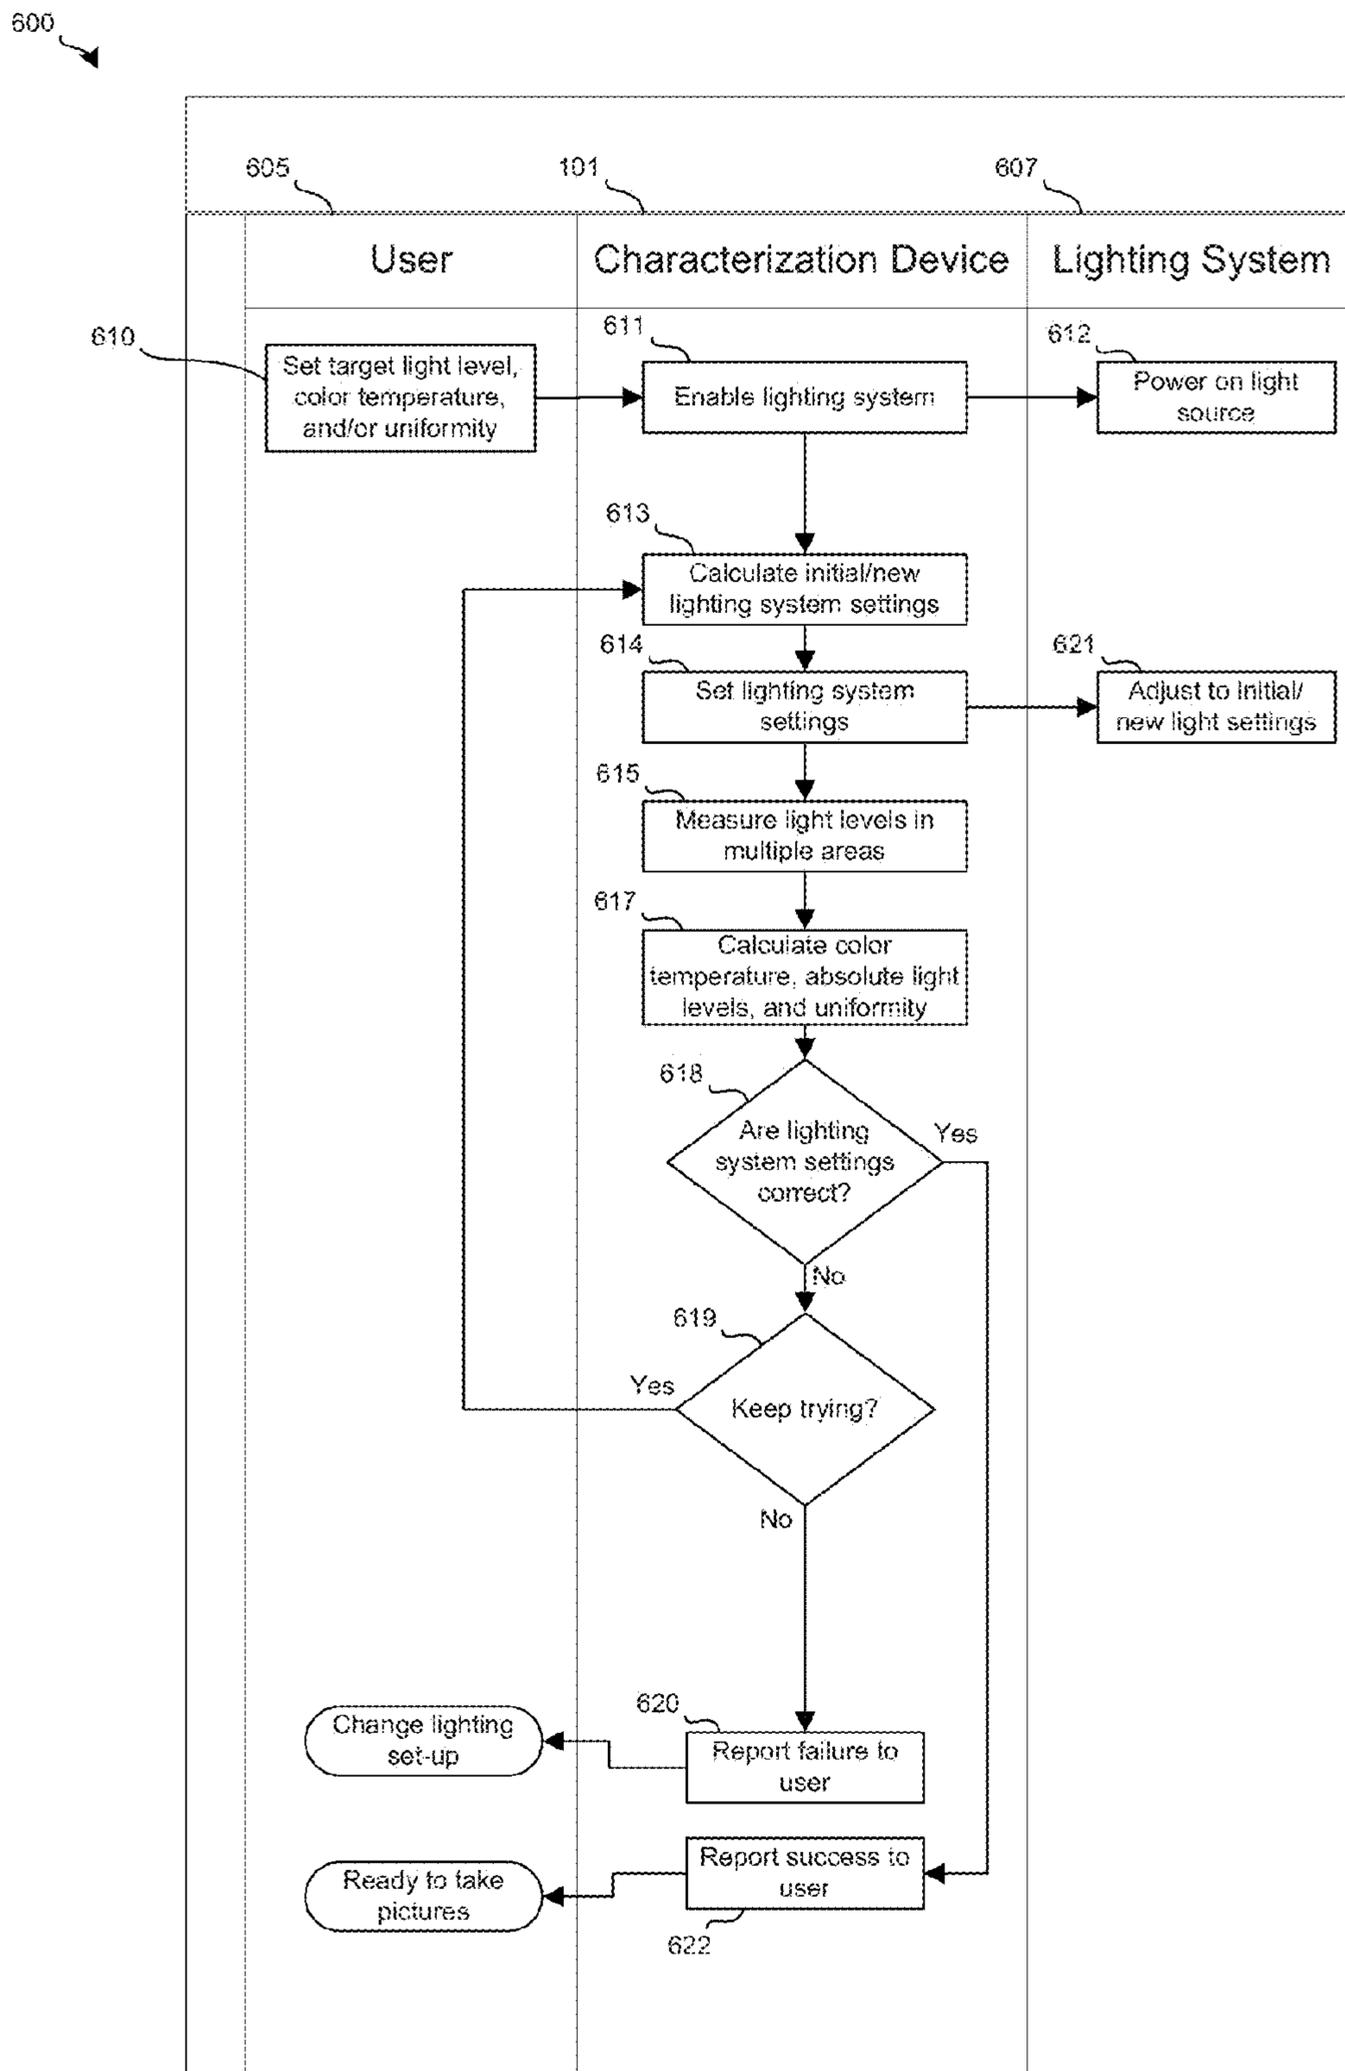 600
605
101
607
User
Characterization Device
Lighting System
610
Set target light level,
color temperature,
and/or uniformity
611
Enable lighting system
612
Power on light
source
613
Calculate initial/new
lighting system settings
614
Set lighting system
settings
621
Adjust to initial/
new light settings
615
Measure light levels in
multiple areas
617
Calculate color
temperature, absolute light
levels, and uniformity
618
Are lighting
system settings
correct?
Yes
No
619
Keep trying?
Yes
No
Change lighting
set-up
620
Report failure to
user
Ready to take
pictures
Report success to
user
622